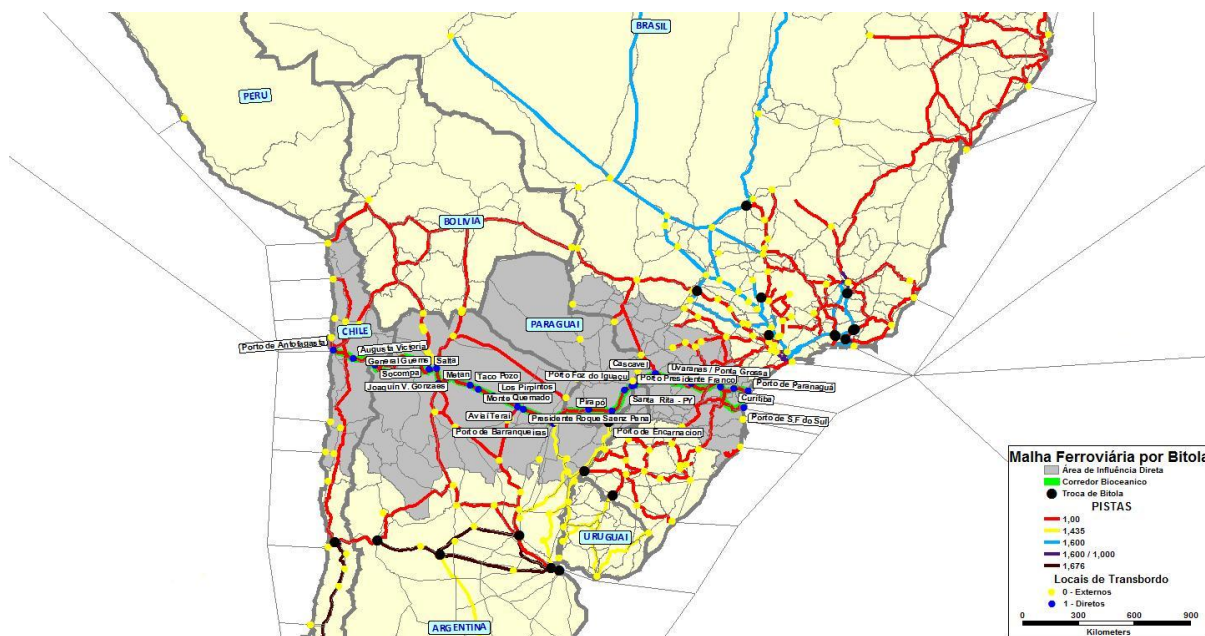 BRASIL
PERU
BOLIVIA
PARAGUAI
CHILE
Porto de Antofagasta
Augusta Victoria
General Guems
Salta
Socompa
Metan
Joaquín V. Gonzaes
Taco Pozo
Los Pirpintos
Monte Quemado
Aviai Terai
Porto de Barranqueiras
Presidente Roque Saenz Pena
Pirapó
Porto de Encarnacion
Cascavel
Porto Foz do Iguaçu
Uvaranas / Ponta Grossa
Porto Presidente Franco
Santa Rita - PY
Porto de Paranaguá
Curitiba
Porto de S.F do Sul
URUGUAI
ARGENTINA
Malha Ferroviária por Bitola
Área de Influência Direta
Corredor Bioceanico
Troca de Bitola
PISTAS
1,00
1,435
1,600
1,600 / 1,000
1,676
Locais de Transbordo
0 - Externos
1 - Diretos
0 300 600 900
Kilometers